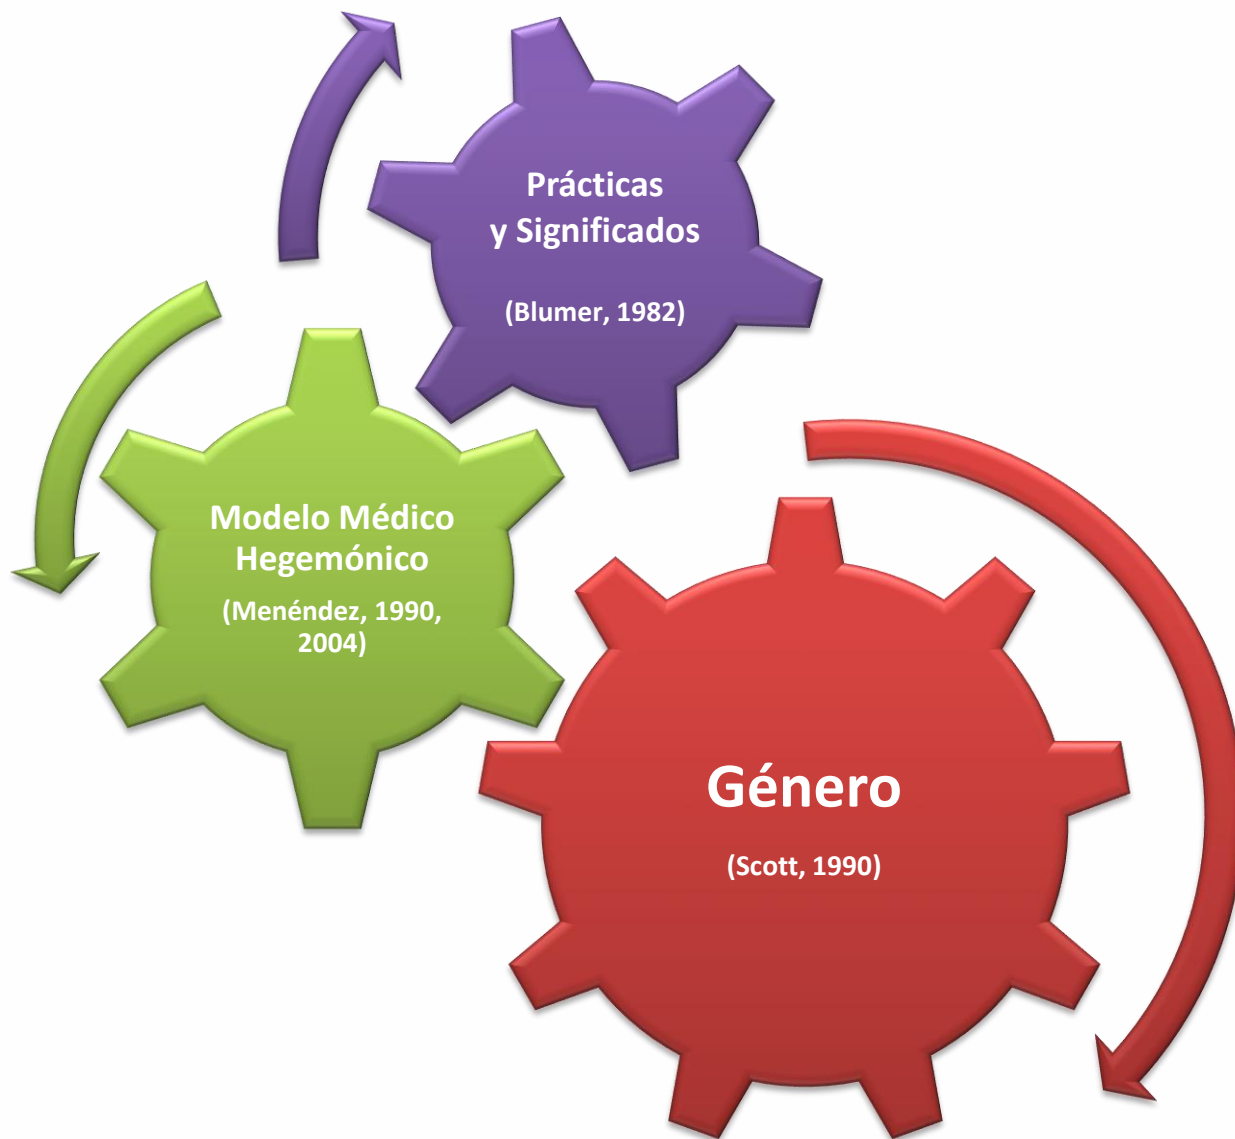 Prácticas
y Significados
(Blumer, 1982)
Modelo Médico
Hegemónico
(Menéndez, 1990,
2004)
Género
(Scott, 1990)